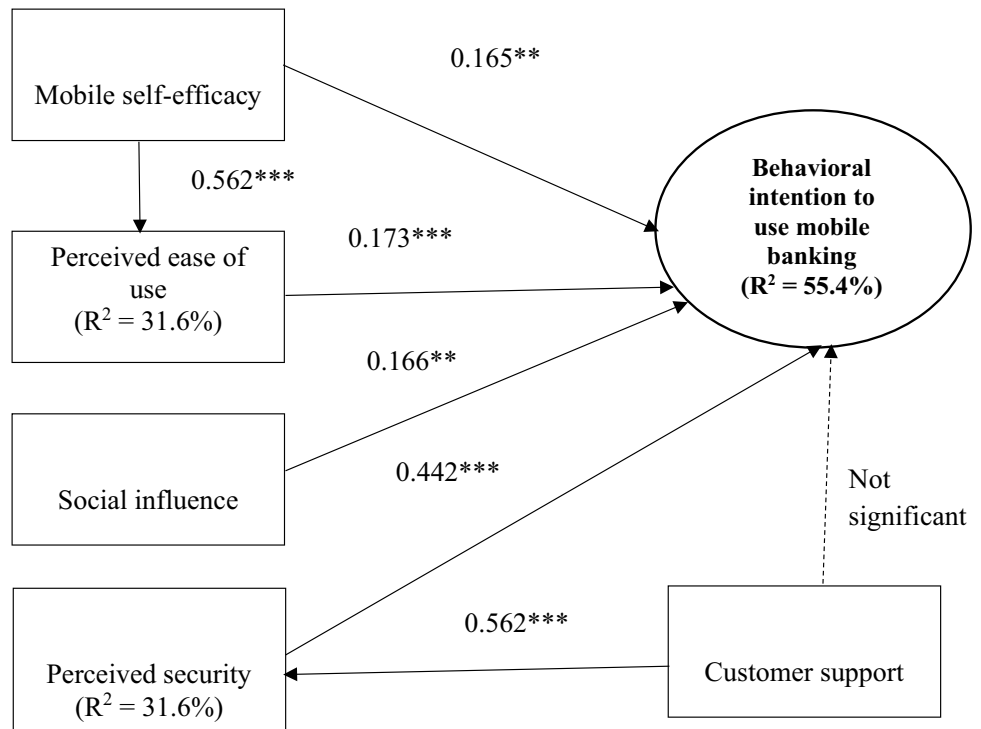 0.165**
Mobile self-efficacy
0.562***
Behavioral
intention to
use mobile
banking
(R² = 55.4%)
Perceived ease of
use
(R² = 31.6%)
0.173***
0.166**
Social influence
0.442***
Not
significant
0.562***
Perceived security
(R² = 31.6%)
Customer support